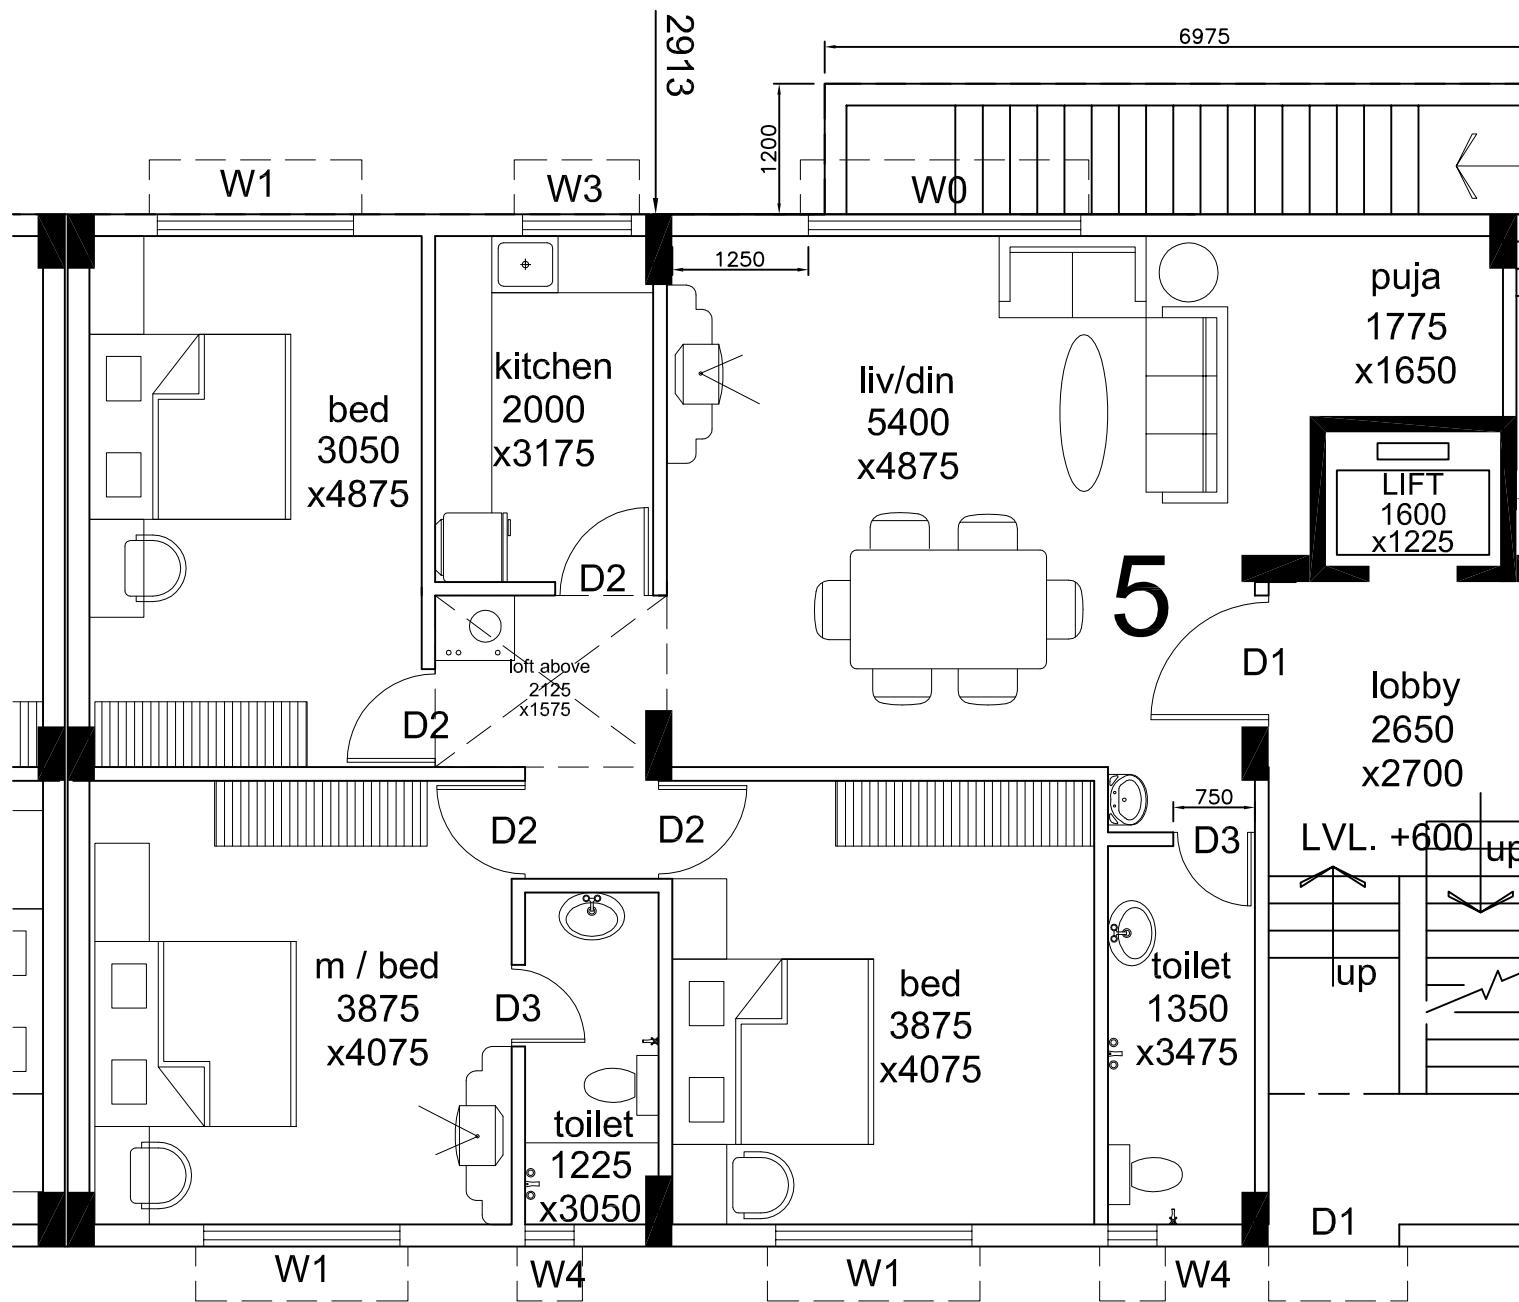 2913
6975
1200
W1
W3
W0
1250
puja
1775
x1650
bed
3050
x4875
kitchen
2000
x3175
liv/din
5400
x4875
LIFT
1600
x1225
D2
5
loft above
2125
x1575
D1
D2
lobby
2650
x2700
D2
D2
750
D3
LVL. +600
up
m / bed
3875
x4075
D3
bed
3875
x4075
toilet
1350
x3475
up
toilet
1225
x3050
D1
W1
W4
W1
W4